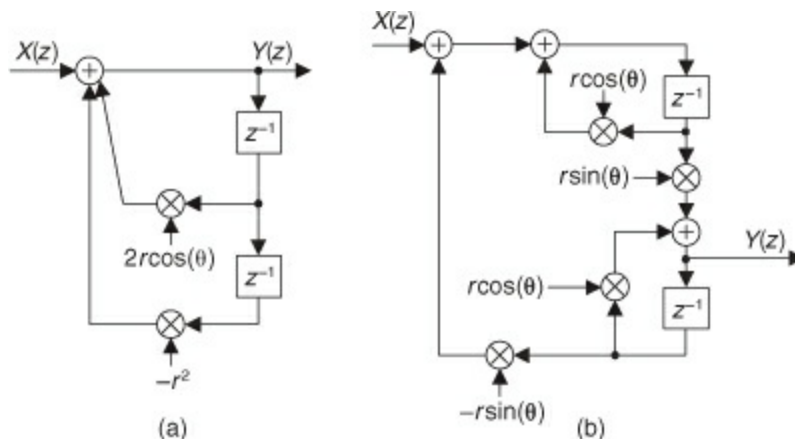 X(z)
Y(z)
z⁻¹
2rcos(θ)
z⁻¹
−r²
(a)
X(z)
rcos(θ)
z⁻¹
rsin(θ)
Y(z)
rcos(θ)
z⁻¹
−rsin(θ)
(b)